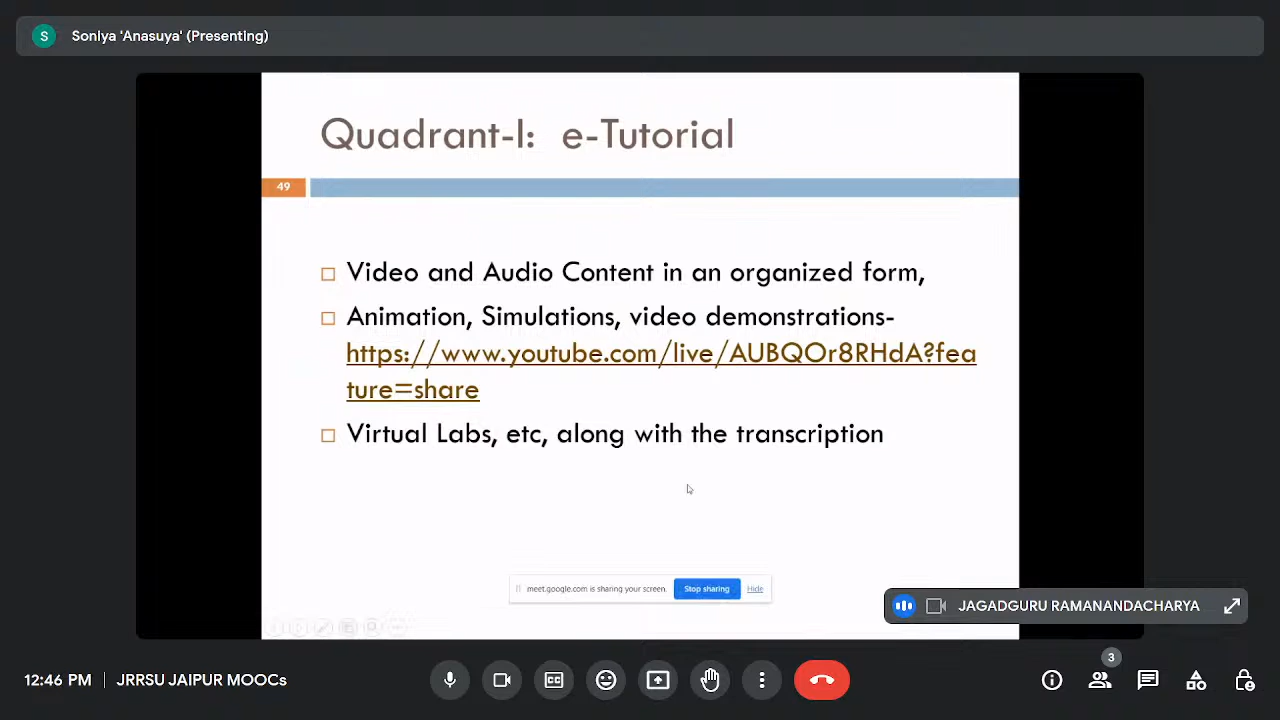 S
Soniya 'Anasuya' (Presenting)
Quadrant-I: e-Tutorial
49
Video and Audio Content in an organized form,
Animation, Simulations, video demonstrations-
https://www.youtube.com/live/AUBQOr8RHdA?fea
ture=share
Virtual Labs, etc, along with the transcription
meet.google.com is sharing your screen. Stop sharing Hide
JAGADGURU RAMANANDACHARYA
3
12:46 PM | JRRSU JAIPUR MOOCs